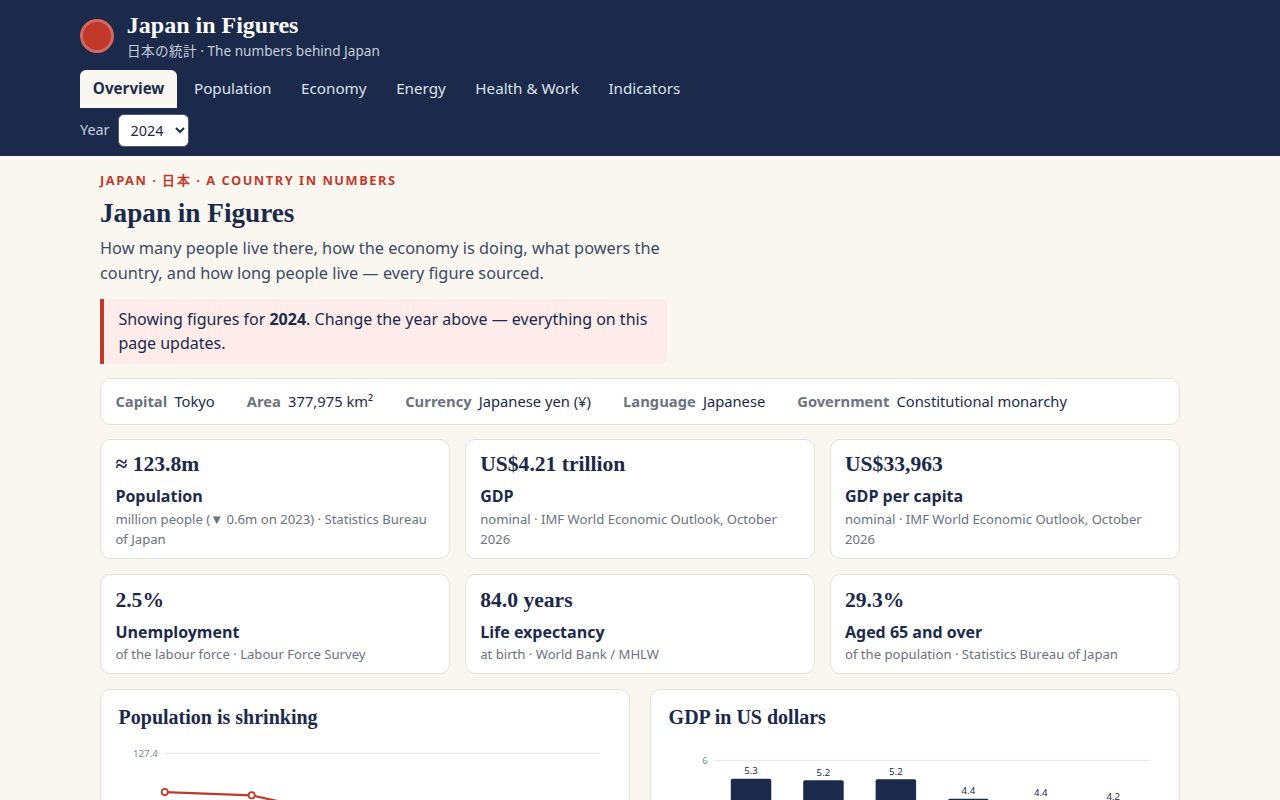 Japan in Figures
日本の統計 · The numbers behind Japan
Overview Population Economy Energy Health & Work Indicators
Year 2024
JAPAN · 日本 · A COUNTRY IN NUMBERS
Japan in Figures
How many people live there, how the economy is doing, what powers the
country, and how long people live — every figure sourced.
Showing figures for 2024. Change the year above — everything on this
page updates.
Capital Tokyo Area 377,975 km² Currency Japanese yen (¥) Language Japanese Government Constitutional monarchy
≈ 123.8m
Population
million people (▼ 0.6m on 2023) · Statistics Bureau
of Japan
US$4.21 trillion
GDP
nominal · IMF World Economic Outlook, October
2026
US$33,963
GDP per capita
nominal · IMF World Economic Outlook, October
2026
2.5%
Unemployment
of the labour force · Labour Force Survey
84.0 years
Life expectancy
at birth · World Bank / MHLW
29.3%
Aged 65 and over
of the population · Statistics Bureau of Japan
Population is shrinking
127.4
GDP in US dollars
6
5.3 5.2 5.2 4.4 4.4 4.2